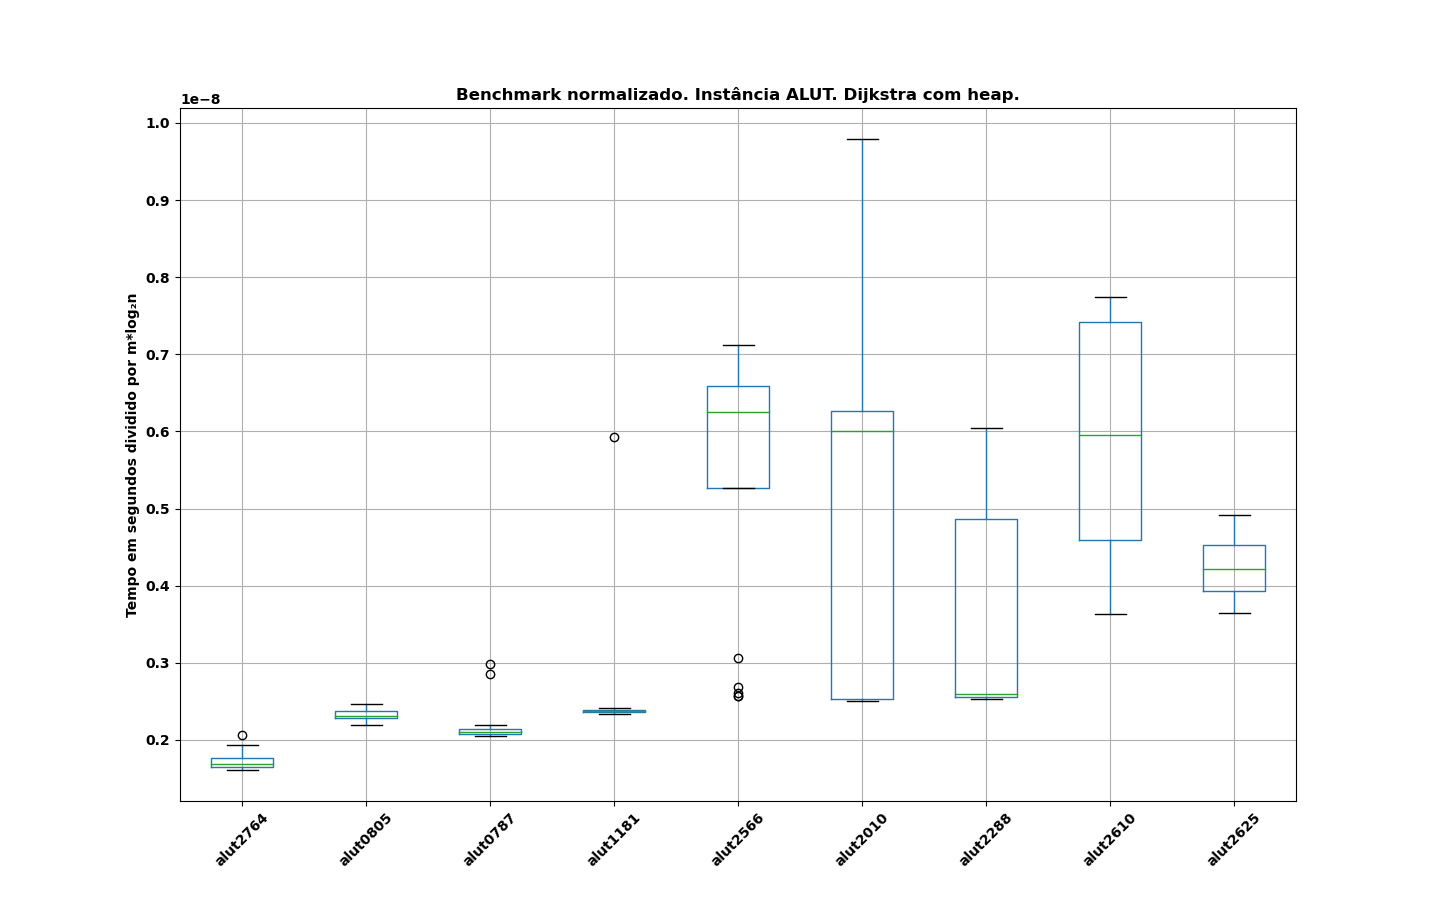 Benchmark normalizado. Instância ALUT. Dijkstra com heap.
1e−8
1.0
0.9
0.8
0.7
0.6
0.5
0.4
0.3
0.2
Tempo em segundos dividido por m*log₂n
alut2764
alut0805
alut0787
alut1181
alut2566
alut2010
alut2288
alut2610
alut2625